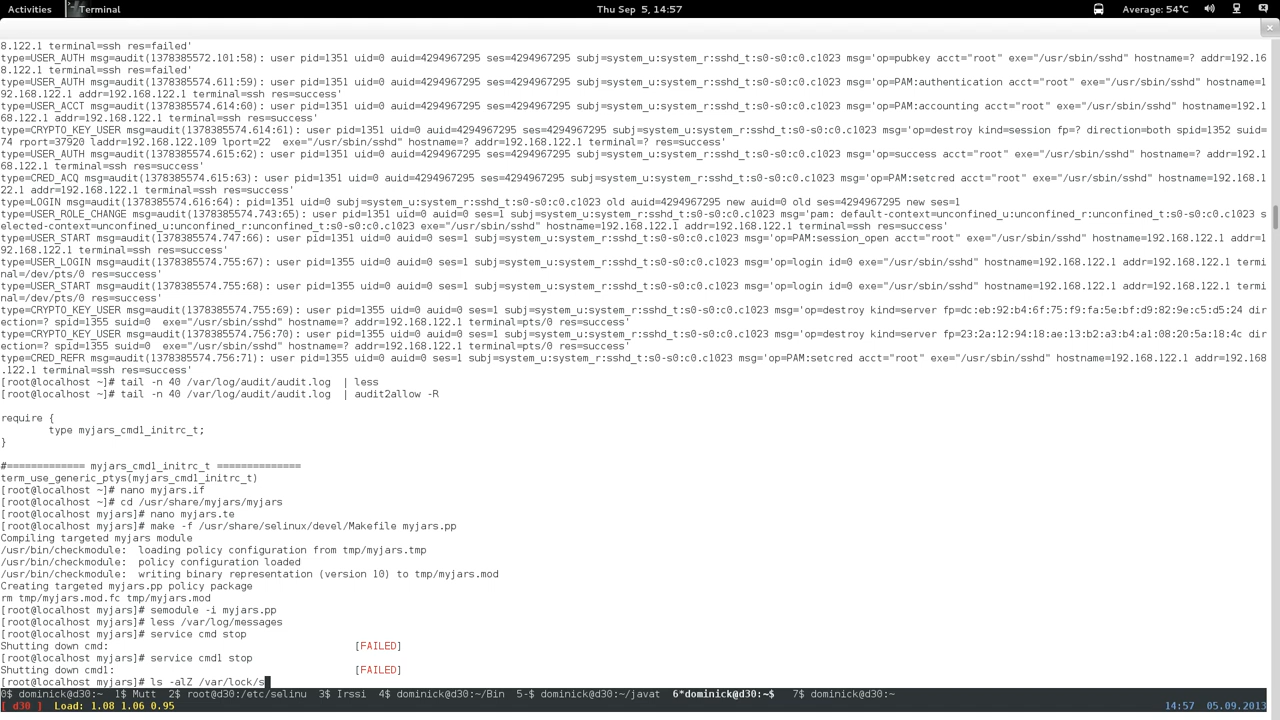 Activities Terminal Thu Sep 5, 14:57 Average: 54°C
8.122.1 terminal=ssh res=failed'
type=USER_AUTH msg=audit(1378385572.101:58): user pid=1351 uid=0 auid=4294967295 ses=4294967295 subj=system_u:system_r:sshd_t:s0-s0:c0.c1023 msg='op=pubkey acct="root" exe="/usr/sbin/sshd" hostname=? addr=192.16
8.122.1 terminal=ssh res=failed'
type=USER_AUTH msg=audit(1378385574.611:59): user pid=1351 uid=0 auid=4294967295 ses=4294967295 subj=system_u:system_r:sshd_t:s0-s0:c0.c1023 msg='op=PAM:authentication acct="root" exe="/usr/sbin/sshd" hostname=1
92.168.122.1 addr=192.168.122.1 terminal=ssh res=success'
type=USER_ACCT msg=audit(1378385574.614:60): user pid=1351 uid=0 auid=4294967295 ses=4294967295 subj=system_u:system_r:sshd_t:s0-s0:c0.c1023 msg='op=PAM:accounting acct="root" exe="/usr/sbin/sshd" hostname=192.1
68.122.1 addr=192.168.122.1 terminal=ssh res=success'
type=CRYPTO_KEY_USER msg=audit(1378385574.614:61): user pid=1351 uid=0 auid=4294967295 ses=4294967295 subj=system_u:system_r:sshd_t:s0-s0:c0.c1023 msg='op=destroy kind=session fp=? direction=both spid=1352 suid=
74 rport=37920 laddr=192.168.122.109 lport=22  exe="/usr/sbin/sshd" hostname=? addr=192.168.122.1 terminal=? res=success'
type=USER_AUTH msg=audit(1378385574.615:62): user pid=1351 uid=0 auid=4294967295 ses=4294967295 subj=system_u:system_r:sshd_t:s0-s0:c0.c1023 msg='op=success acct="root" exe="/usr/sbin/sshd" hostname=? addr=192.1
68.122.1 terminal=ssh res=success'
type=CRED_ACQ msg=audit(1378385574.615:63): user pid=1351 uid=0 auid=4294967295 ses=4294967295 subj=system_u:system_r:sshd_t:s0-s0:c0.c1023 msg='op=PAM:setcred acct="root" exe="/usr/sbin/sshd" hostname=192.168.1
22.1 addr=192.168.122.1 terminal=ssh res=success'
type=LOGIN msg=audit(1378385574.616:64): pid=1351 uid=0 subj=system_u:system_r:sshd_t:s0-s0:c0.c1023 old auid=4294967295 new auid=0 old ses=4294967295 new ses=1
type=USER_ROLE_CHANGE msg=audit(1378385574.743:65): user pid=1351 uid=0 auid=0 ses=1 subj=system_u:system_r:sshd_t:s0-s0:c0.c1023 msg='pam: default-context=unconfined_u:unconfined_r:unconfined_t:s0-s0:c0.c1023 s
elected-context=unconfined_u:unconfined_r:unconfined_t:s0-s0:c0.c1023 exe="/usr/sbin/sshd" hostname=192.168.122.1 addr=192.168.122.1 terminal=ssh res=success'
type=USER_START msg=audit(1378385574.747:66): user pid=1351 uid=0 auid=0 ses=1 subj=system_u:system_r:sshd_t:s0-s0:c0.c1023 msg='op=PAM:session_open acct="root" exe="/usr/sbin/sshd" hostname=192.168.122.1 addr=1
92.168.122.1 terminal=ssh res=success'
type=USER_LOGIN msg=audit(1378385574.755:67): user pid=1355 uid=0 auid=0 ses=1 subj=system_u:system_r:sshd_t:s0-s0:c0.c1023 msg='op=login id=0 exe="/usr/sbin/sshd" hostname=192.168.122.1 addr=192.168.122.1 termi
nal=/dev/pts/0 res=success'
type=USER_START msg=audit(1378385574.755:68): user pid=1355 uid=0 auid=0 ses=1 subj=system_u:system_r:sshd_t:s0-s0:c0.c1023 msg='op=login id=0 exe="/usr/sbin/sshd" hostname=192.168.122.1 addr=192.168.122.1 termi
nal=/dev/pts/0 res=success'
type=CRYPTO_KEY_USER msg=audit(1378385574.755:69): user pid=1355 uid=0 auid=0 ses=1 subj=system_u:system_r:sshd_t:s0-s0:c0.c1023 msg='op=destroy kind=server fp=dc:eb:92:b4:6f:75:f9:fa:5e:bf:d9:82:9e:c5:d5:24 dir
ection=? spid=1355 suid=0  exe="/usr/sbin/sshd" hostname=? addr=192.168.122.1 terminal=pts/0 res=success'
type=CRYPTO_KEY_USER msg=audit(1378385574.756:70): user pid=1355 uid=0 auid=0 ses=1 subj=system_u:system_r:sshd_t:s0-s0:c0.c1023 msg='op=destroy kind=server fp=23:2a:12:94:18:ae:13:b2:a3:b4:a1:08:20:5a:18:4c dir
ection=? spid=1355 suid=0  exe="/usr/sbin/sshd" hostname=? addr=192.168.122.1 terminal=pts/0 res=success'
type=CRED_REFR msg=audit(1378385574.756:71): user pid=1355 uid=0 auid=0 ses=1 subj=system_u:system_r:sshd_t:s0-s0:c0.c1023 msg='op=PAM:setcred acct="root" exe="/usr/sbin/sshd" hostname=192.168.122.1 addr=192.168
.122.1 terminal=ssh res=success'
[root@localhost ~]# tail -n 40 /var/log/audit/audit.log  | less
[root@localhost ~]# tail -n 40 /var/log/audit/audit.log  | audit2allow -R
require {
type myjars_cmd1_initrc_t;
}
#============= myjars_cmd1_initrc_t ==============
term_use_generic_ptys(myjars_cmd1_initrc_t)
[root@localhost ~]# nano myjars.if
[root@localhost ~]# cd /usr/share/myjars/myjars
[root@localhost myjars]# nano myjars.te
[root@localhost myjars]# make -f /usr/share/selinux/devel/Makefile myjars.pp
Compiling targeted myjars module
/usr/bin/checkmodule:  loading policy configuration from tmp/myjars.tmp
/usr/bin/checkmodule:  policy configuration loaded
/usr/bin/checkmodule:  writing binary representation (version 10) to tmp/myjars.mod
Creating targeted myjars.pp policy package
rm tmp/myjars.mod.fc tmp/myjars.mod
[root@localhost myjars]# semodule -i myjars.pp
[root@localhost myjars]# less /var/log/messages
[root@localhost myjars]# service cmd stop
Shutting down cmd: [FAILED]
[root@localhost myjars]# service cmd1 stop
Shutting down cmd1: [FAILED]
[root@localhost myjars]# ls -alZ /var/lock/s
0$ dominick@d30:~  1$ Mutt  2$ root@d30:/etc/selinu  3$ Irssi  4$ dominick@d30:~/Bin  5-$ dominick@d30:~/javat  6*dominick@d30:~$  7$ dominick@d30:~
[ d30 ] Load: 1.08 1.06 0.95 14:57 05.09.2013